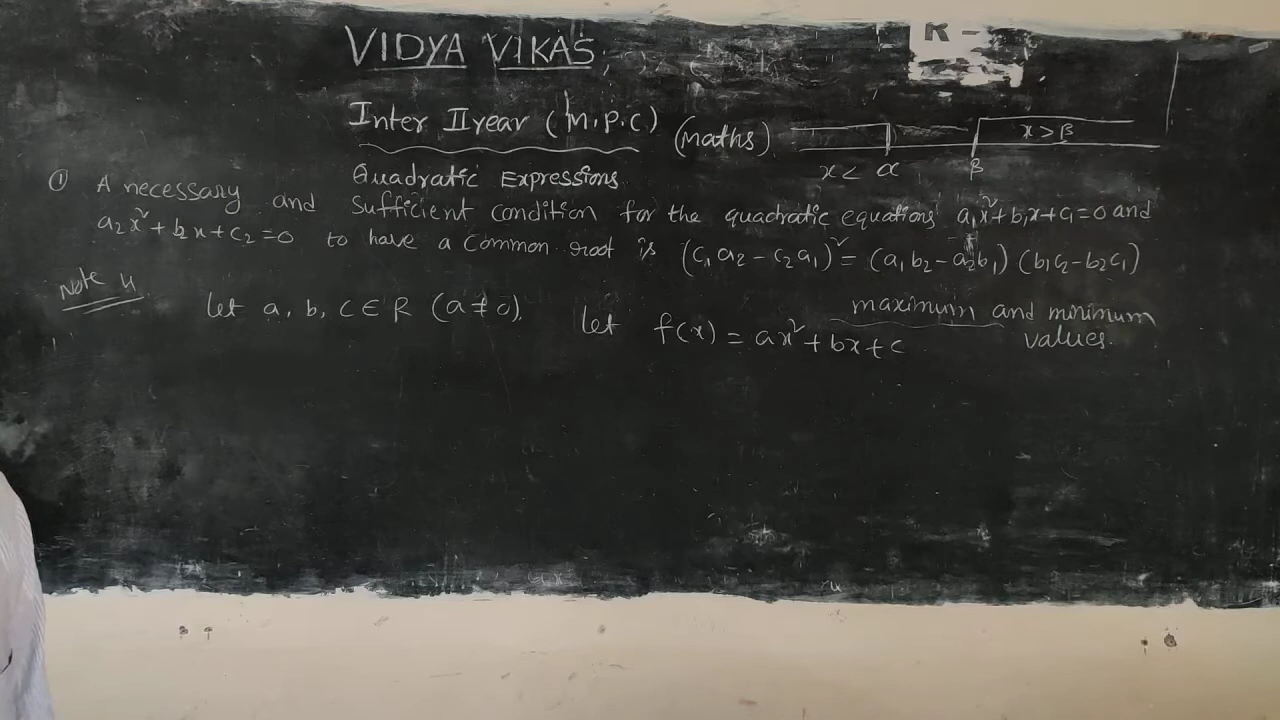 VIDYA VIKAS
R -
Inter II year (M.P.C) (maths)
x > β
x < α β
Quadratic Expressions
① A necessary and sufficient condition for the quadratic equations a₁x²+b₁x+c₁=0 and
a₂x²+b₂x+c₂=0 to have a common root is (c₁a₂-c₂a₁)²=(a₁b₂-a₂b₁)(b₁c₂-b₂c₁)
Note 4
maximum and minimum
values.
let a, b, c ∈ R (a≠0). let f(x) = ax²+bx+c